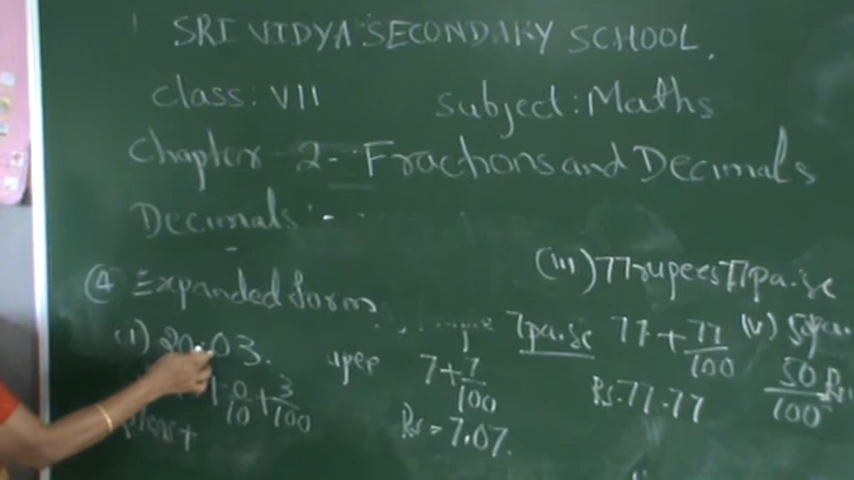 SRI VIDYA SECONDARY SCHOOL.
Class: VII
Subject: Maths
Chapter - 2 - Fractions and Decimals
Decimals:-
④ Expanded form
(i) 20.03.
0/10 + 3/100
7 paise
7 + 7/100
Rs = 7.07.
(iii) 77 rupees 77 paise
77 + 77/100
Rs. 77.77
(v)
50/100